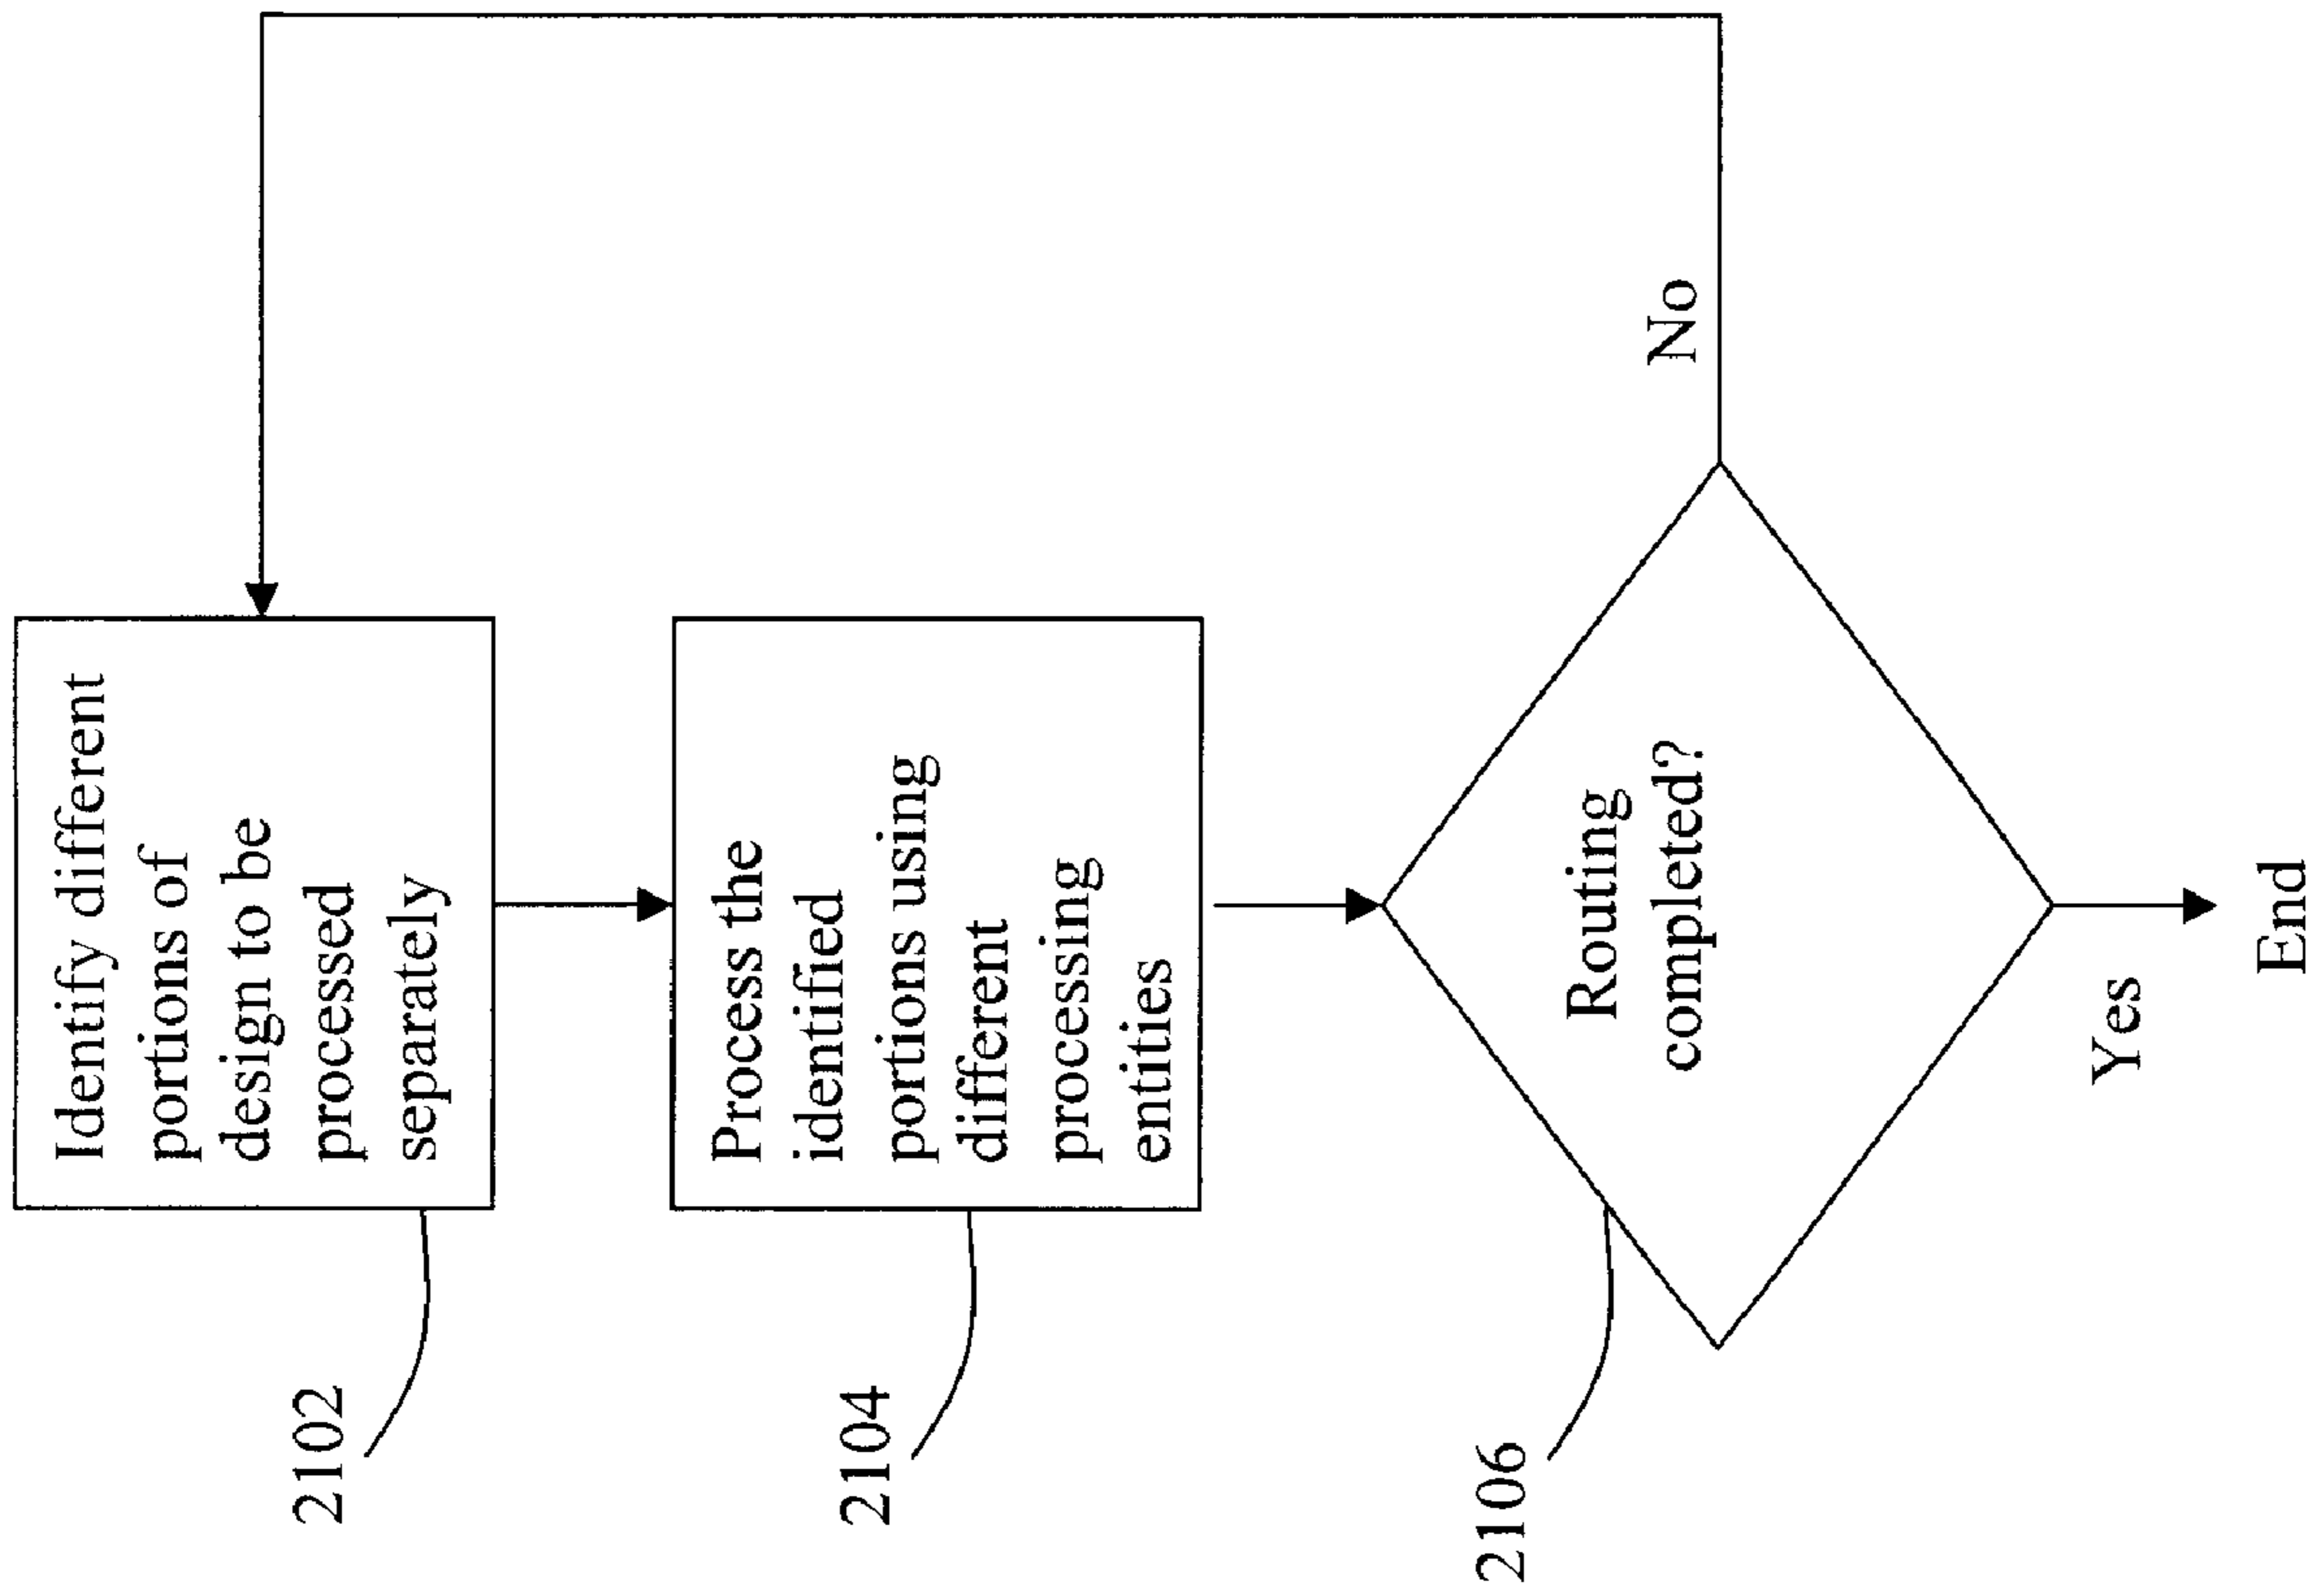 2102
Identify different
portions of
design to be
processed
separately
2104
Process the
identified
portions using
different
processing
entities
2106
Routing
completed?
No
Yes
End